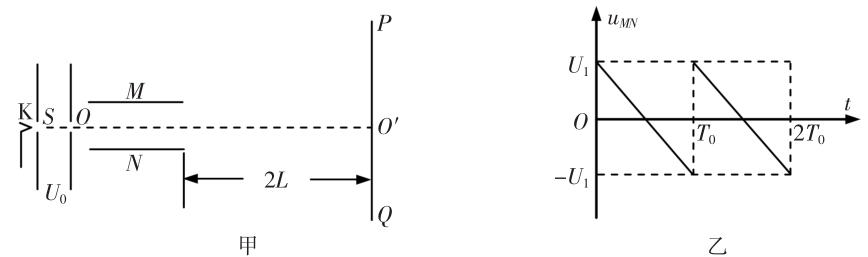 P
M
K S O O′
N
2L
U₀
Q
甲
u_MN
U₁
t
O T₀ 2T₀
-U₁
乙